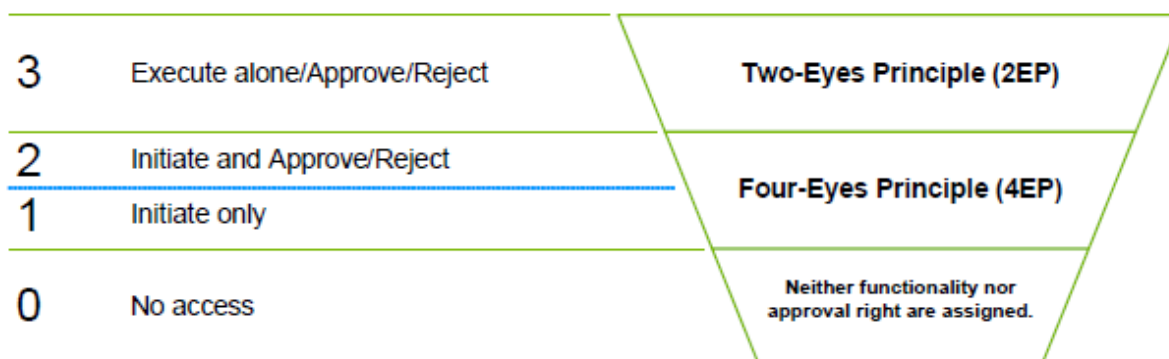 3 Execute alone/Approve/Reject Two-Eyes Principle (2EP)
2 Initiate and Approve/Reject
Four-Eyes Principle (4EP)
1 Initiate only
0 No access
Neither functionality nor
approval right are assigned.